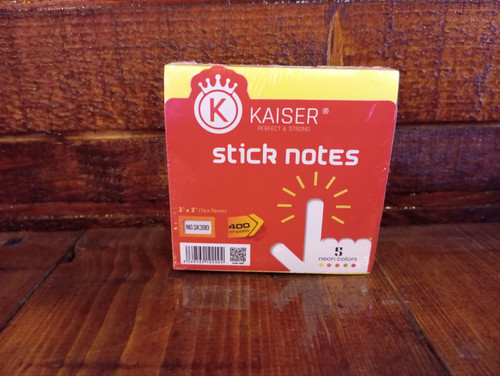 K
KAISER®
PERFECT & STRONG
stick notes
3" x 3" (76 x 76mm)
NO.SK390
400
5
neon colors